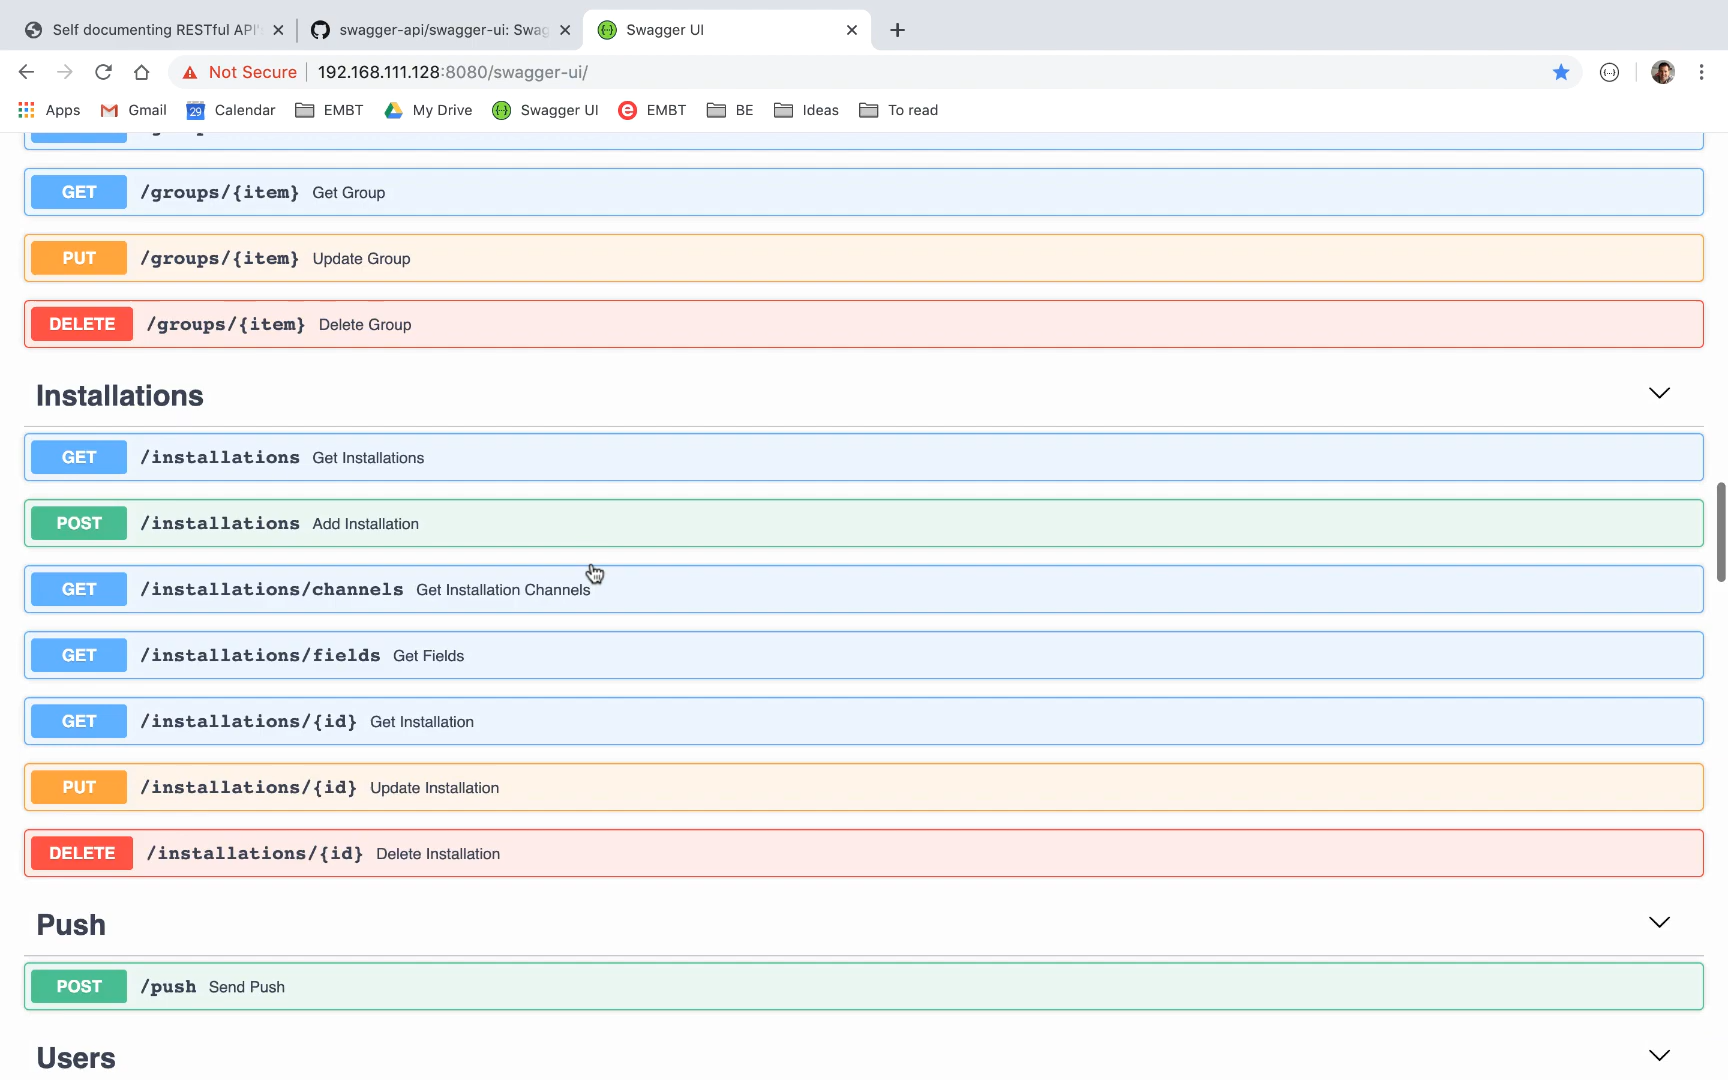 Self documenting RESTful API'
swagger-api/swagger-ui: Swag
Swagger UI
Not Secure
192.168.111.128:8080/swagger-ui/
Apps
Gmail
29
Calendar
EMBT
My Drive
Swagger UI
EMBT
BE
Ideas
To read
GET /groups/{item} Get Group
PUT /groups/{item} Update Group
DELETE /groups/{item} Delete Group
Installations
GET /installations Get Installations
POST /installations Add Installation
GET /installations/channels Get Installation Channels
GET /installations/fields Get Fields
GET /installations/{id} Get Installation
PUT /installations/{id} Update Installation
DELETE /installations/{id} Delete Installation
Push
POST /push Send Push
Users